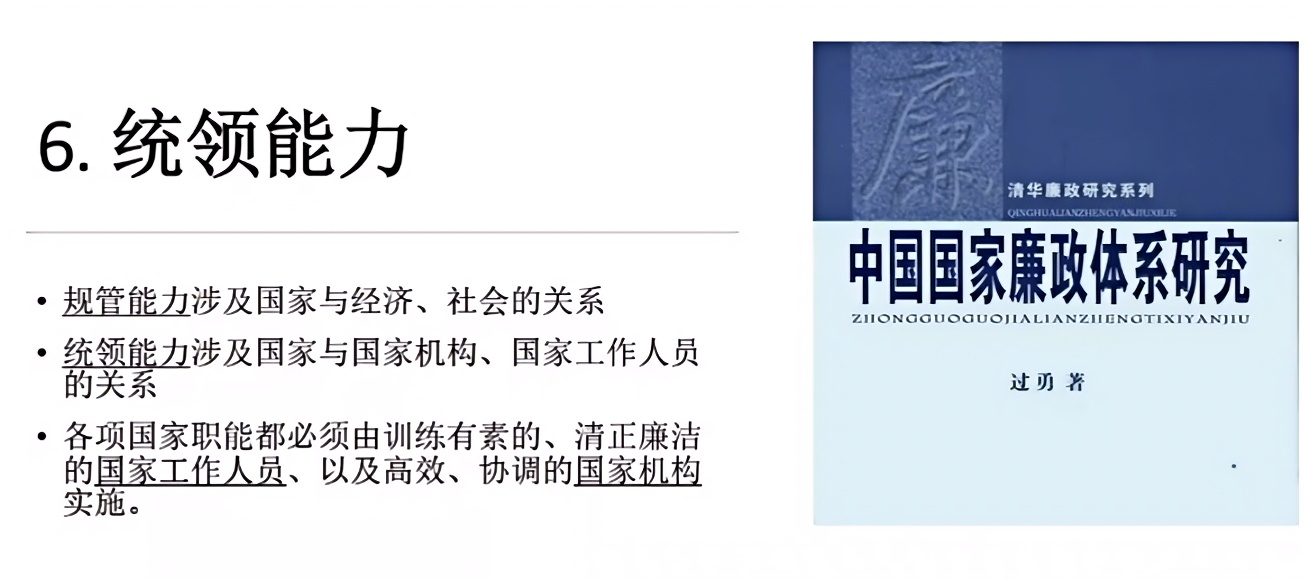 6. 统领能力
• 规管能力涉及国家与经济、社会的关系
• 统领能力涉及国家与国家机构、国家工作人员
的关系
• 各项国家职能都必须由训练有素的、清正廉洁
的国家工作人员、以及高效、协调的国家机构
实施。
廉
清华廉政研究系列
QINGHUALIANZHENGYANJIUXILIE
中国国家廉政体系研究
ZHONGGUOGUOJIALIANZHENGTIXIYANJIU
过勇 著